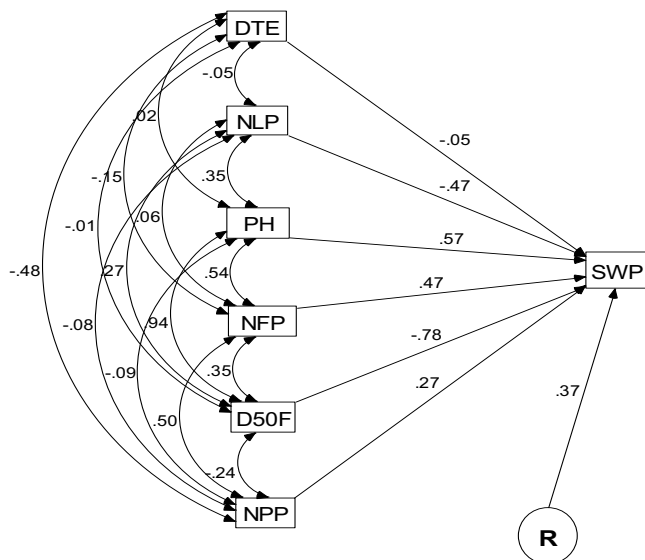 DTE
-.05
NLP
.02
-.05
-.47
-.15
.35
.06
PH
.57
-.01
-.48
.27
.54
SWP
.47
NFP
.94
-.08
-.78
-.09
.35
.27
.37
D50F
.50
-.24
NPP
R